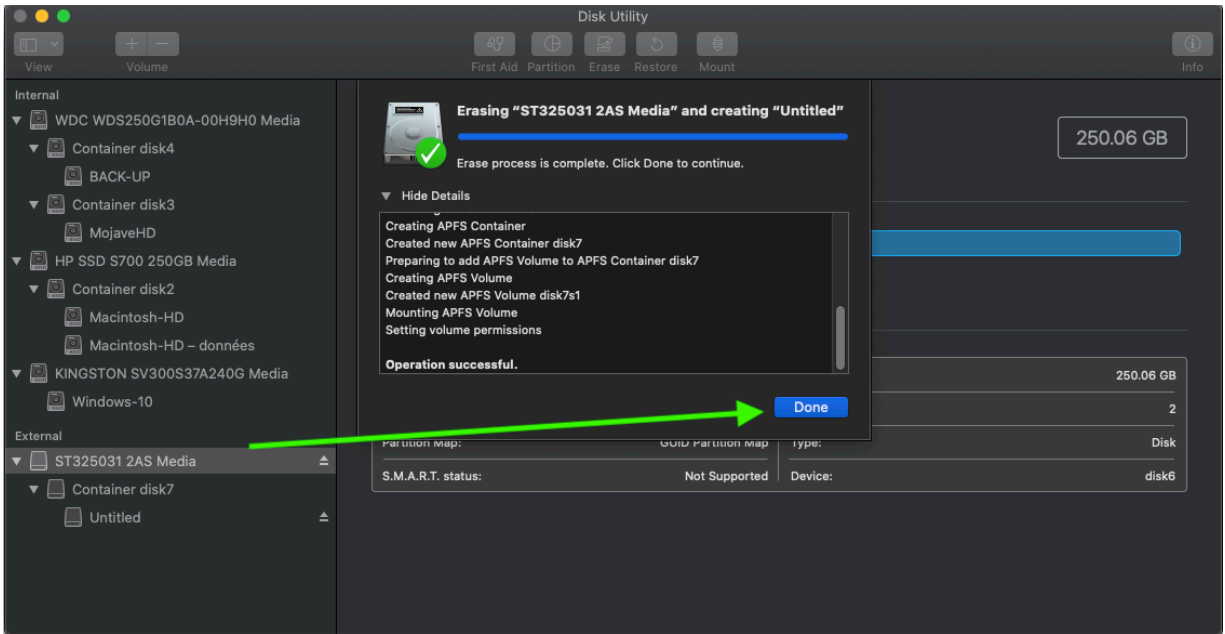 Disk Utility
View
Volume
First Aid
Partition
Erase
Restore
Mount
Info
Internal
WDC WDS250G1B0A-00H9H0 Media
Container disk4
BACK-UP
Container disk3
MojaveHD
HP SSD S700 250GB Media
Container disk2
Macintosh-HD
Macintosh-HD – données
KINGSTON SV300S37A240G Media
Windows-10
External
ST325031 2AS Media
Container disk7
Untitled
Erasing “ST325031 2AS Media” and creating “Untitled”
Erase process is complete. Click Done to continue.
Hide Details
Creating APFS Container
Created new APFS Container disk7
Preparing to add APFS Volume to APFS Container disk7
Creating APFS Volume
Created new APFS Volume disk7s1
Mounting APFS Volume
Setting volume permissions
Operation successful.
Done
250.06 GB
250.06 GB
2
Partition Map: GUID Partition Map Type: Disk
S.M.A.R.T. status: Not Supported Device: disk6